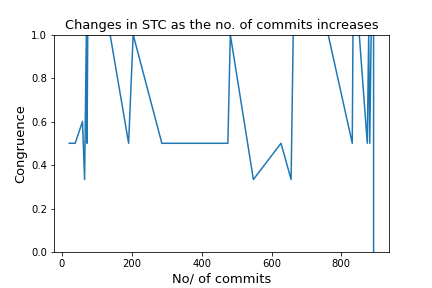 Changes in STC as the no. of commits increases
1.0
0.8
0.6
0.4
0.2
0.0
Congruence
0 200 400 600 800
No/ of commits